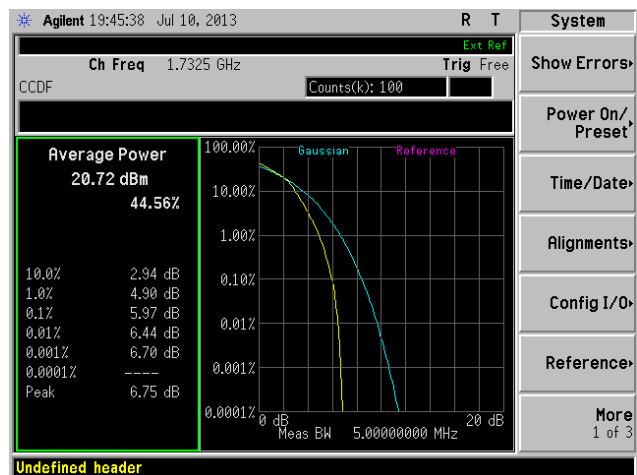 Agilent 19:45:38 Jul 10, 2013 R T
System
Ext Ref
Ch Freq 1.7325 GHz Trig Free
CCDF
Counts(k): 100
Show Errors
Power On/
Preset
Time/Date
Alignments
Config I/O
Reference
More
1 of 3
Average Power
20.72 dBm
44.56%
10.0% 2.94 dB
1.0% 4.90 dB
0.1% 5.97 dB
0.01% 6.44 dB
0.001% 6.70 dB
0.0001% ----
Peak 6.75 dB
Gaussian Reference
100.00%
10.00%
1.00%
0.10%
0.01%
0.001%
0.0001%
0 dB 20 dB
Meas BW 5.00000000 MHz
Undefined header